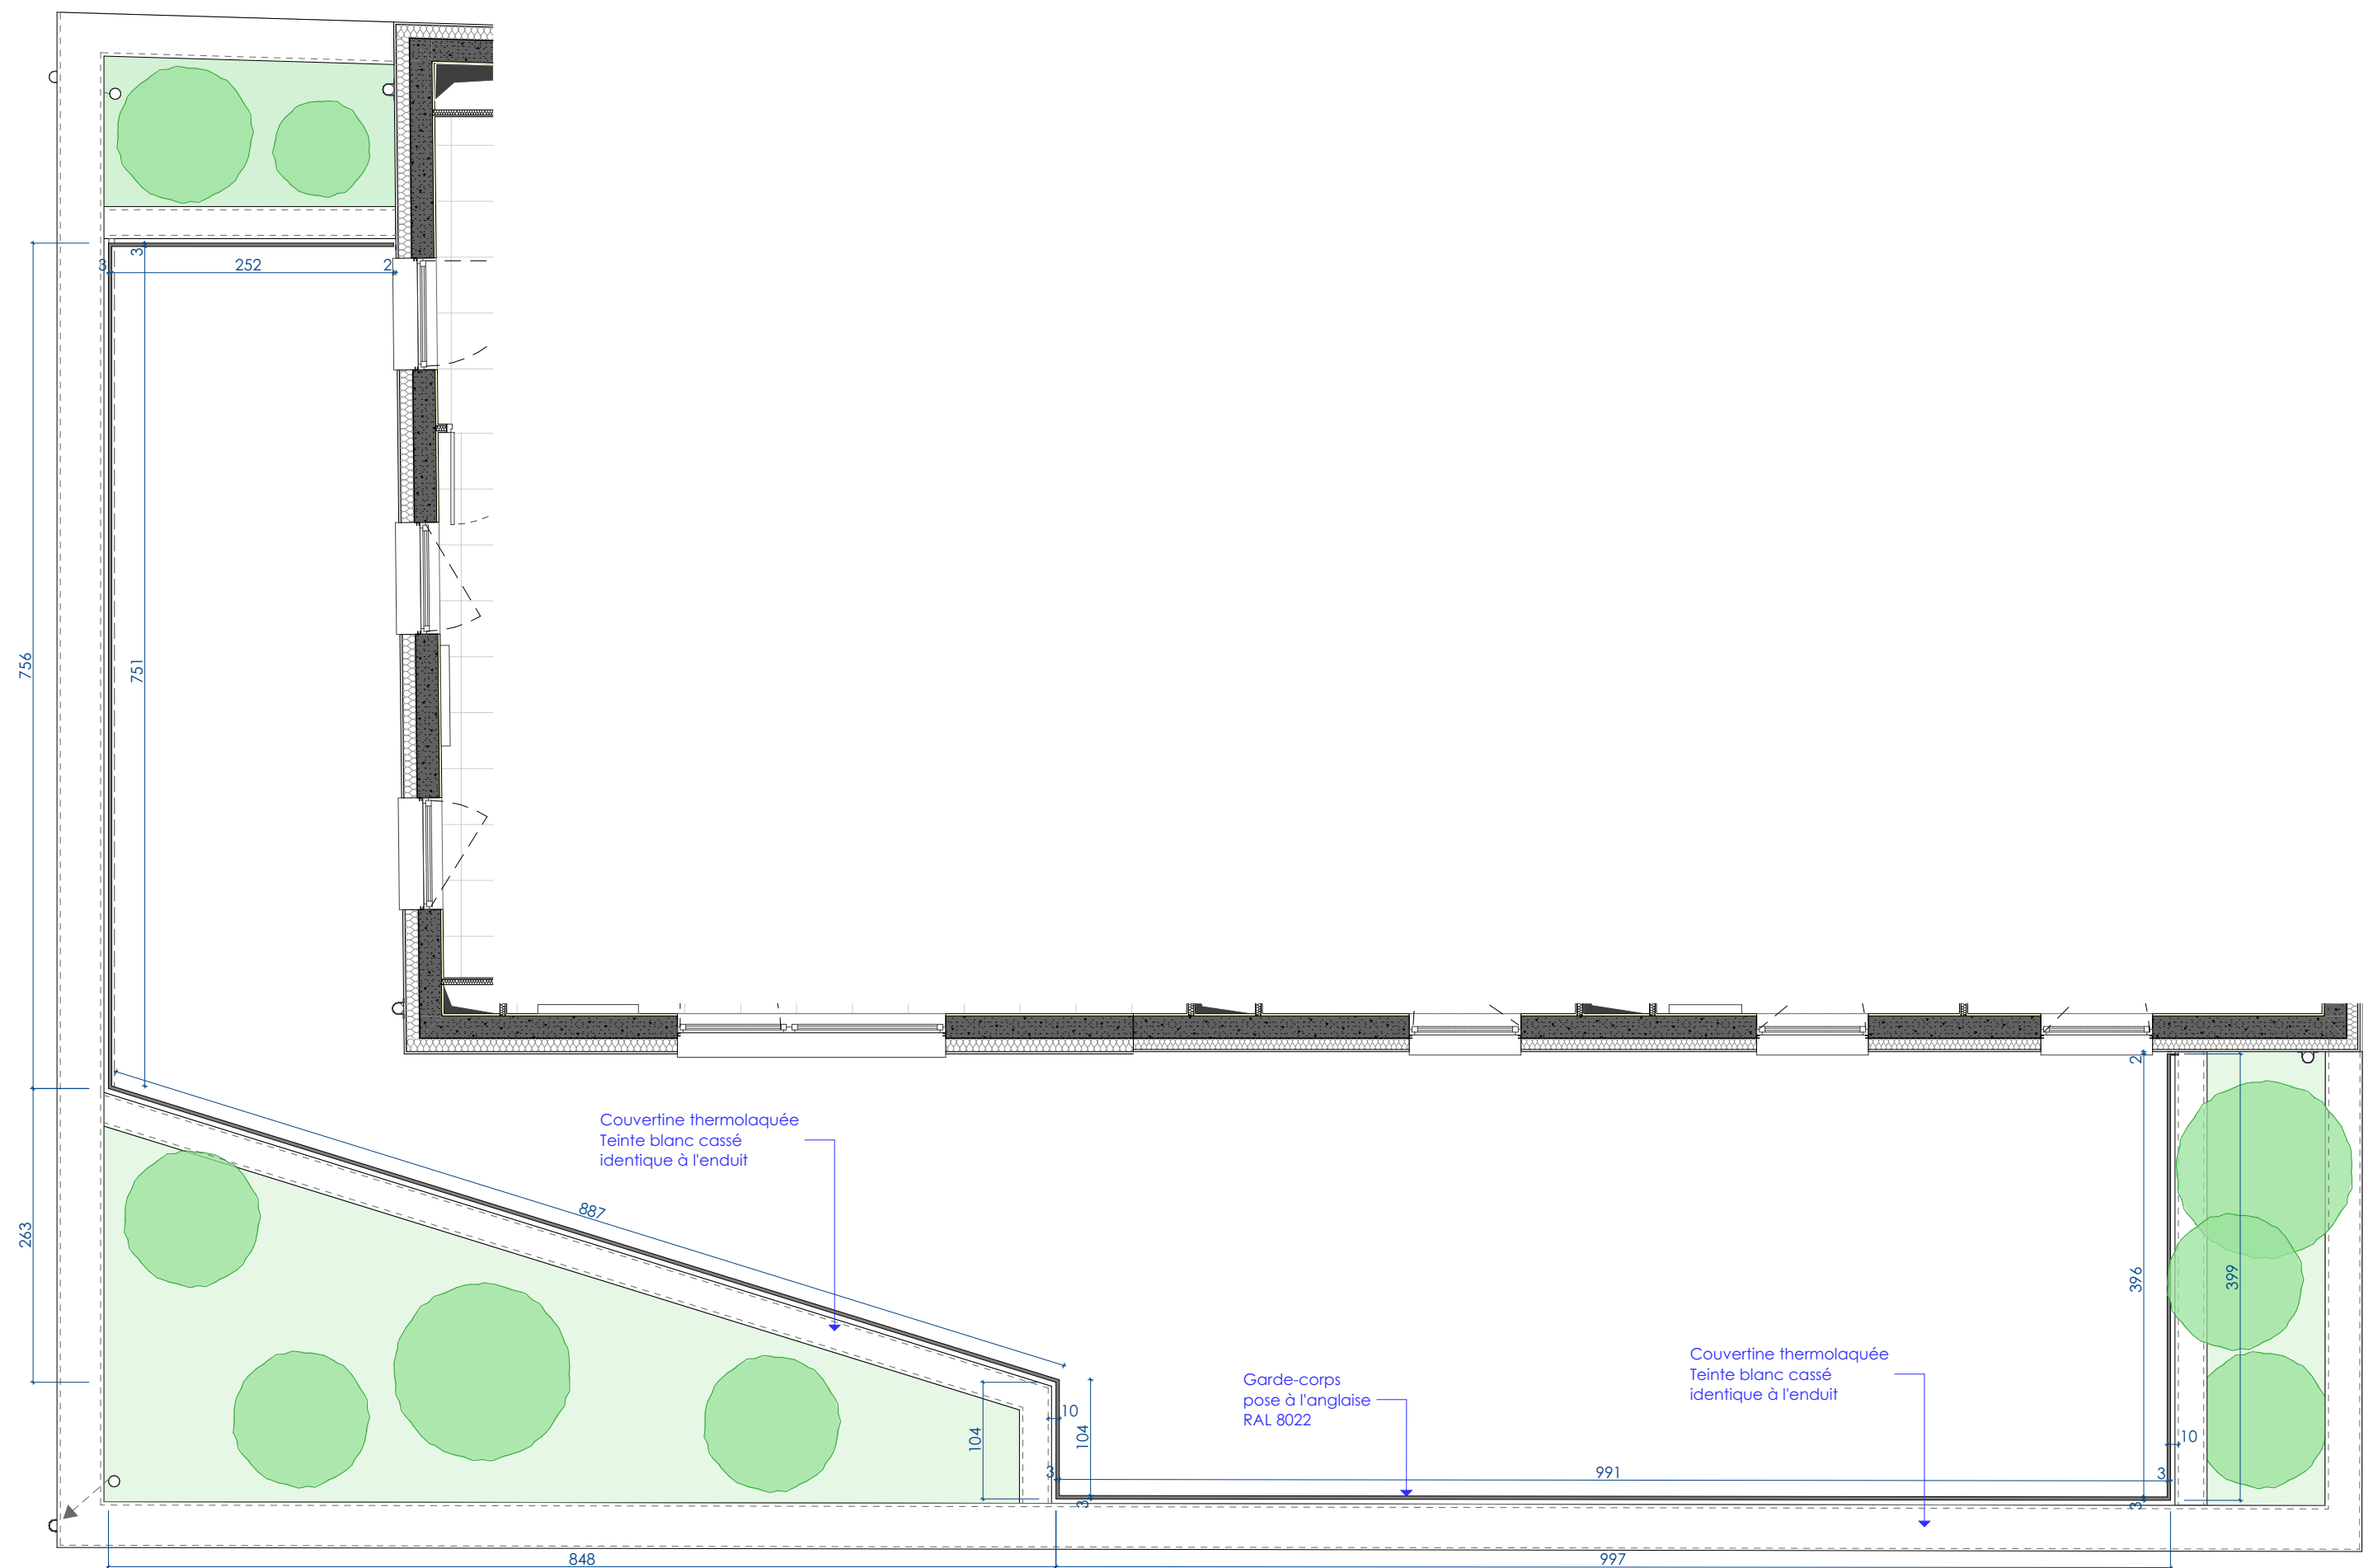 3
3
252
2
756
751
Couvertine thermolaquée
Teinte blanc cassé
identique à l'enduit
887
263
2
396
399
Couvertine thermolaquée
Teinte blanc cassé
identique à l'enduit
Garde-corps
pose à l'anglaise
RAL 8022
10
104
104
10
3
991
3
3
3
848
997